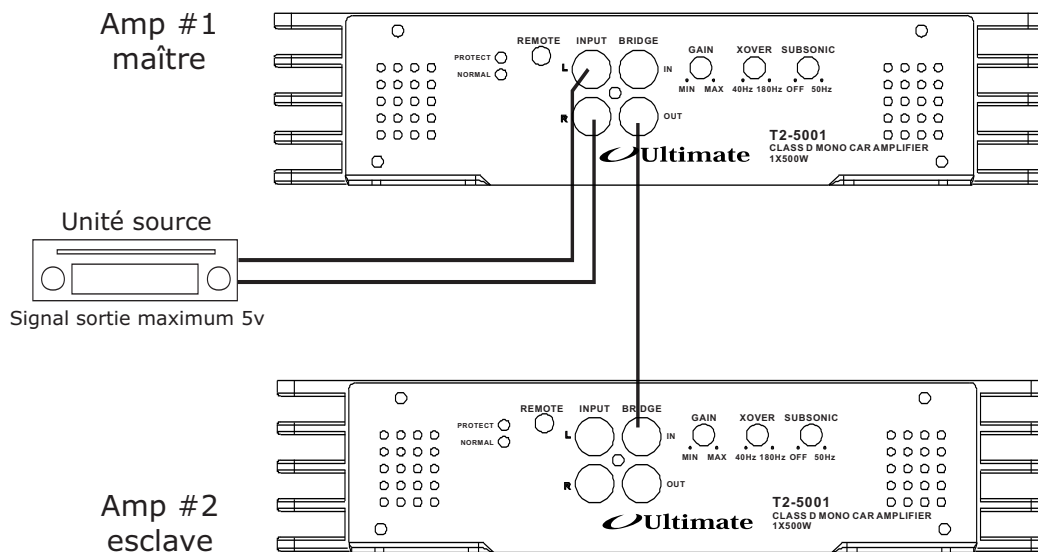 Amp #1
maître
PROTECT
NORMAL
REMOTE
INPUT
BRIDGE
L
R
IN
OUT
GAIN
XOVER
SUBSONIC
MIN MAX
40Hz 180Hz
OFF 50Hz
T2-5001
CLASS D MONO CAR AMPLIFIER
1X500W
Ultimate
Unité source
Signal sortie maximum 5v
Amp #2
esclave
PROTECT
NORMAL
REMOTE
INPUT
BRIDGE
L
R
IN
OUT
GAIN
XOVER
SUBSONIC
MIN MAX
40Hz 180Hz
OFF 50Hz
T2-5001
CLASS D MONO CAR AMPLIFIER
1X500W
Ultimate